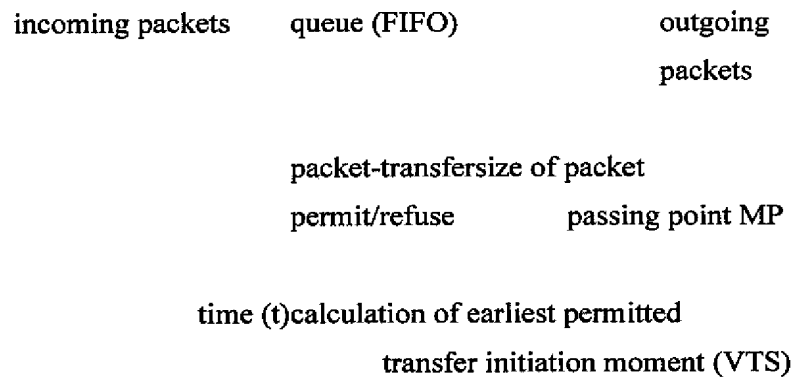 incoming packets queue (FIFO) outgoing
packets
packet-transfersize of packet
permit/refuse passing point MP
time (t)calculation of earliest permitted
transfer initiation moment (VTS)